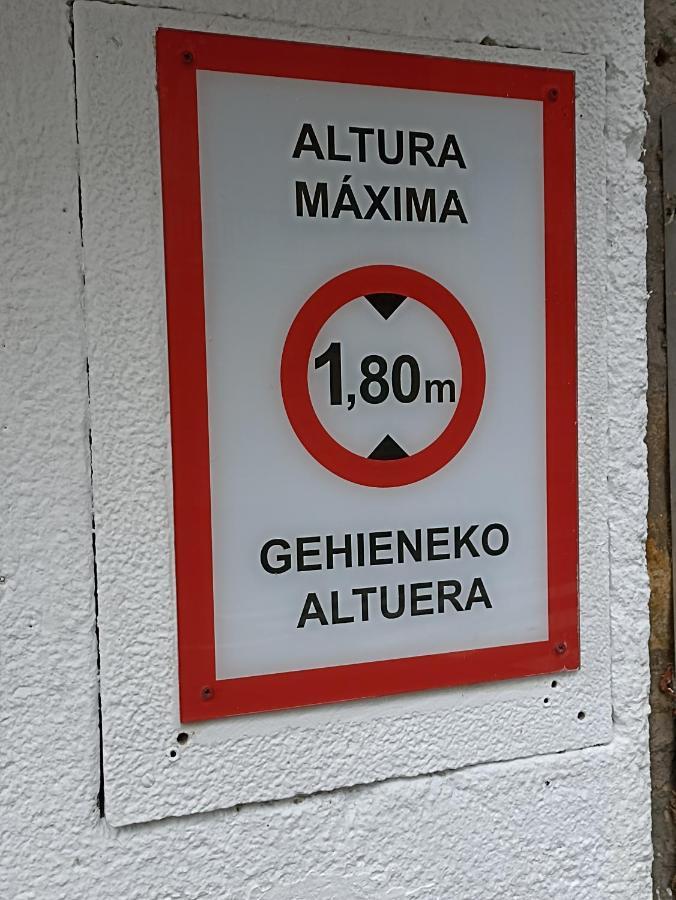 ALTURA
MÁXIMA
1,80m
GEHIENEKO
ALTUERA